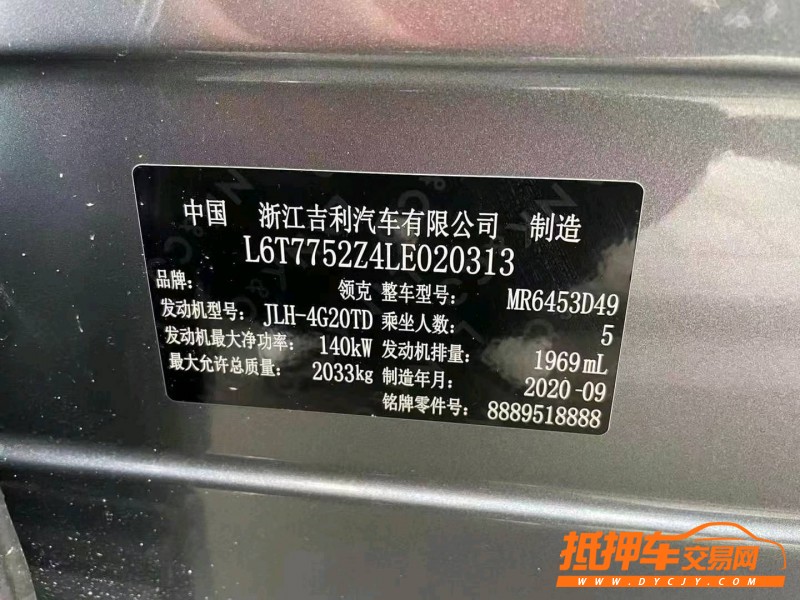 中国 浙江吉利汽车有限公司 制造
L6T7752Z4LE020313
品牌: 领克 整车型号: MR6453D49
发动机型号: JLH-4G20TD 乘坐人数: 5
发动机最大净功率: 140kW 发动机排量: 1969mL
最大允许总质量: 2033kg 制造年月: 2020-09
铭牌零件号: 8889518888
抵押车交易网
WWW.DYCJY.COM